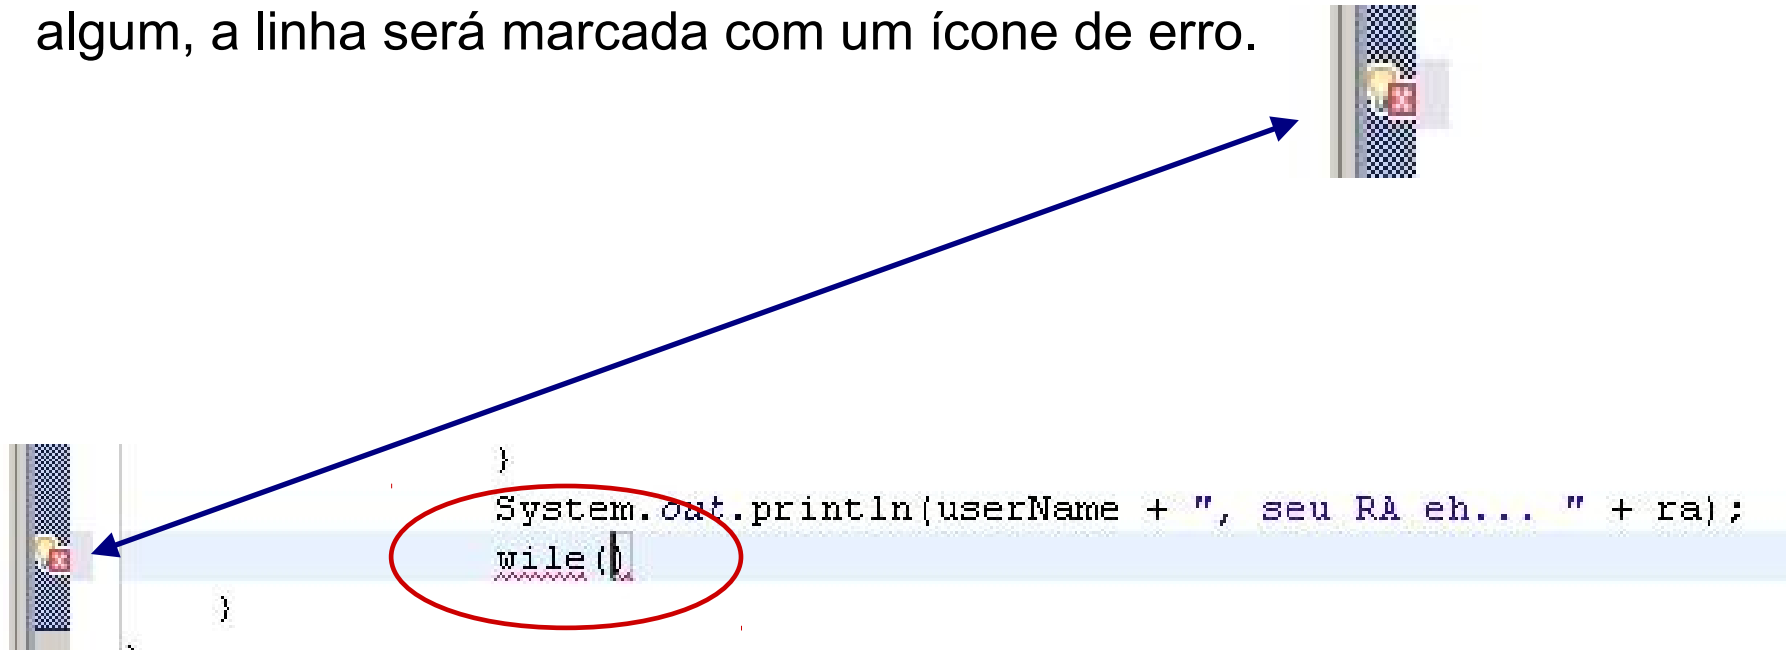 algum, a linha será marcada com um ícone de erro.
}
System.out.println(userName + ", seu RA eh... " + ra);
wile()
}